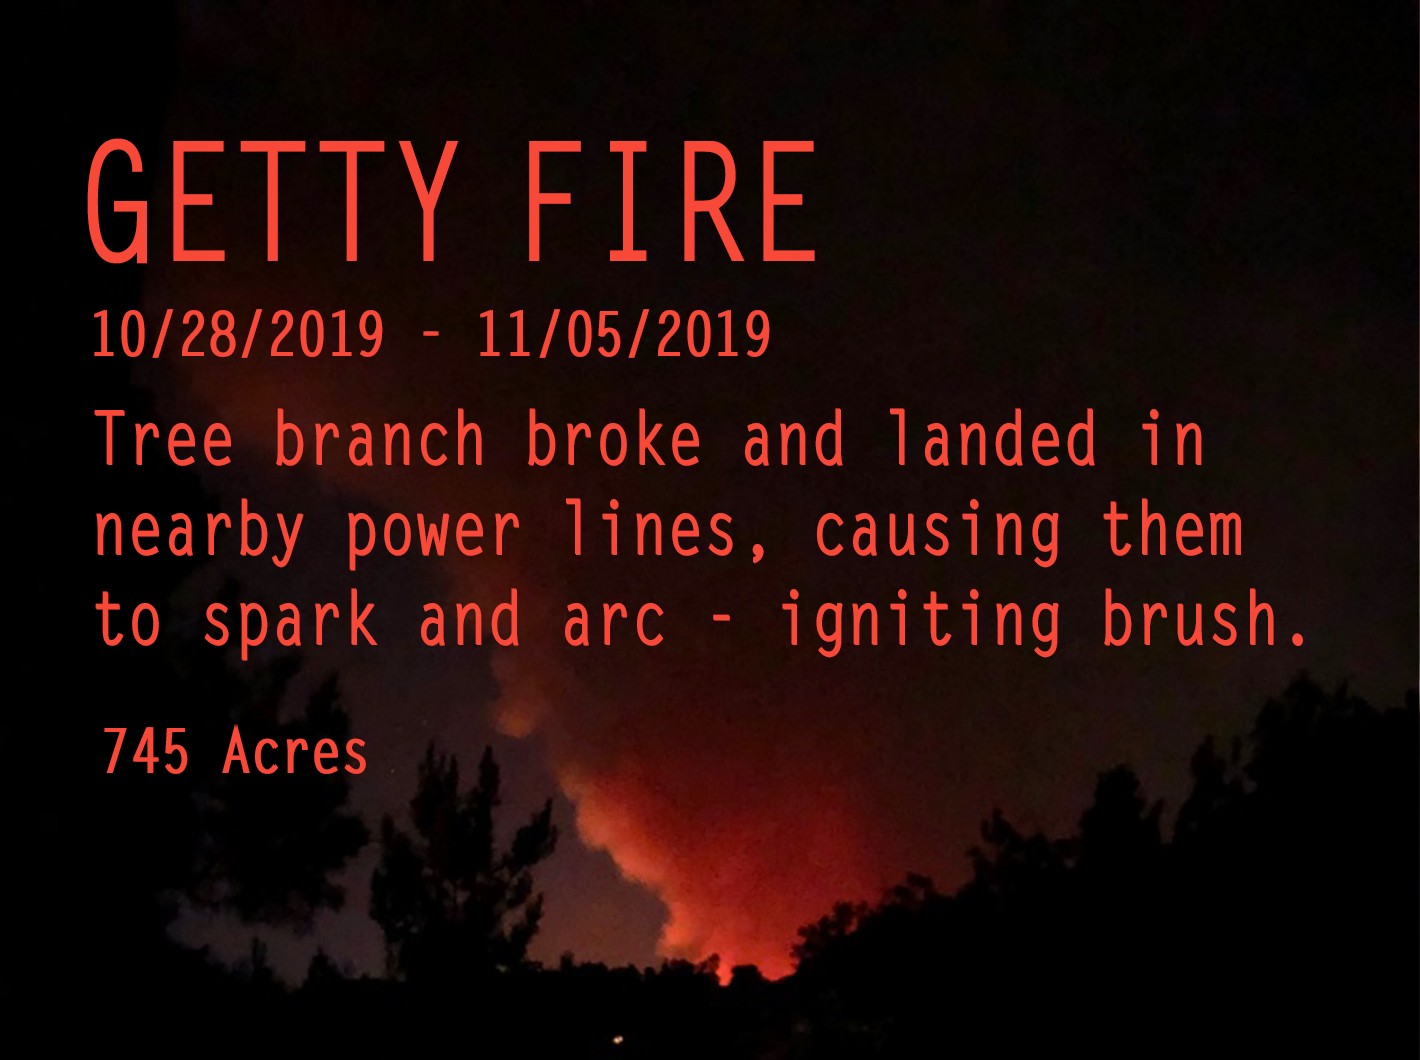 GETTY FIRE
10/28/2019 - 11/05/2019
Tree branch broke and landed in
nearby power lines, causing them
to spark and arc - igniting brush.
745 Acres